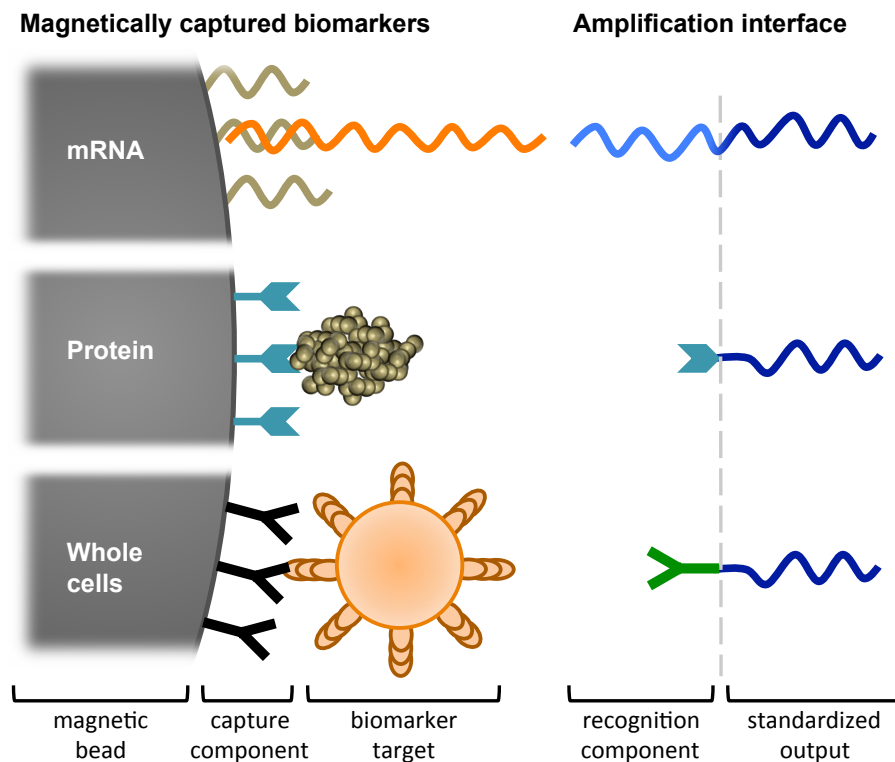 Magnetically captured biomarkers
Amplification interface
mRNA
Protein
Whole
cells
magnetic
bead
capture
component
biomarker
target
recognition
component
standardized
output